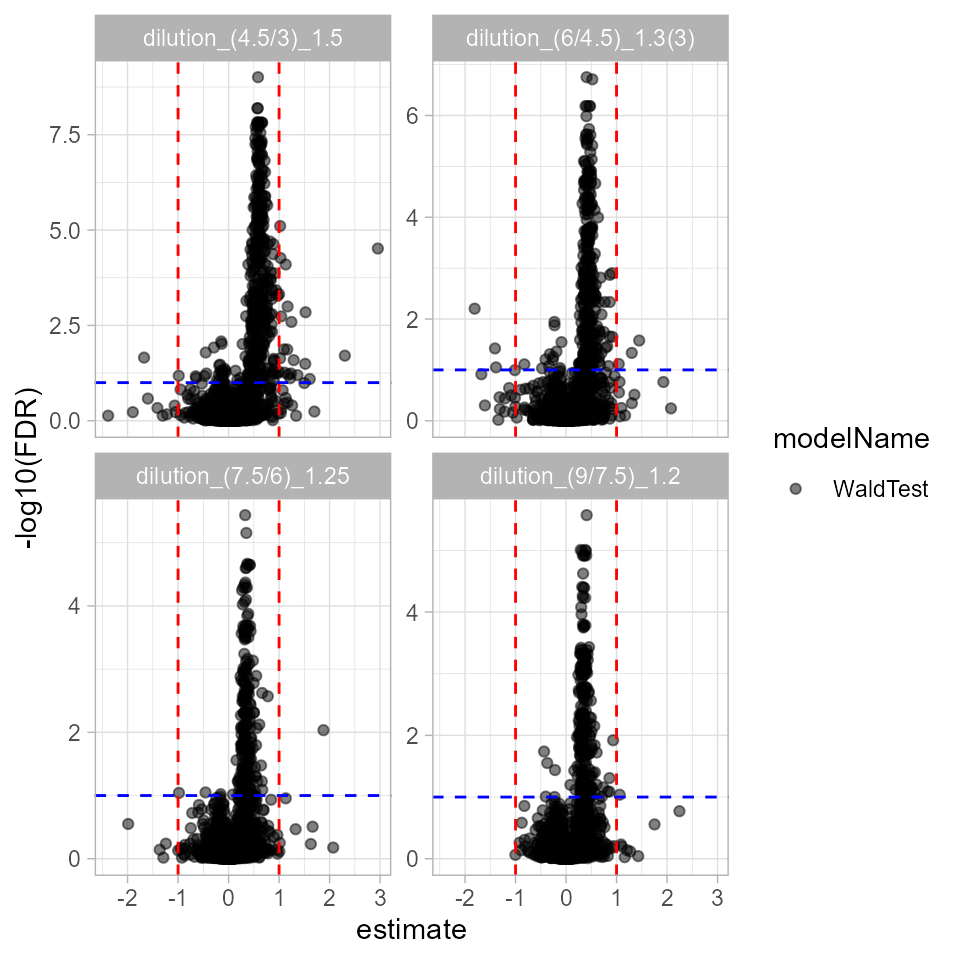 dilution_(4.5/3)_1.5
dilution_(6/4.5)_1.3(3)
7.5
5.0
2.5
0.0
6
4
2
0
dilution_(7.5/6)_1.25
dilution_(9/7.5)_1.2
4
2
0
4
2
0
-2 -1 0 1 2 3
-2 -1 0 1 2 3
estimate
-log10(FDR)
modelName
WaldTest